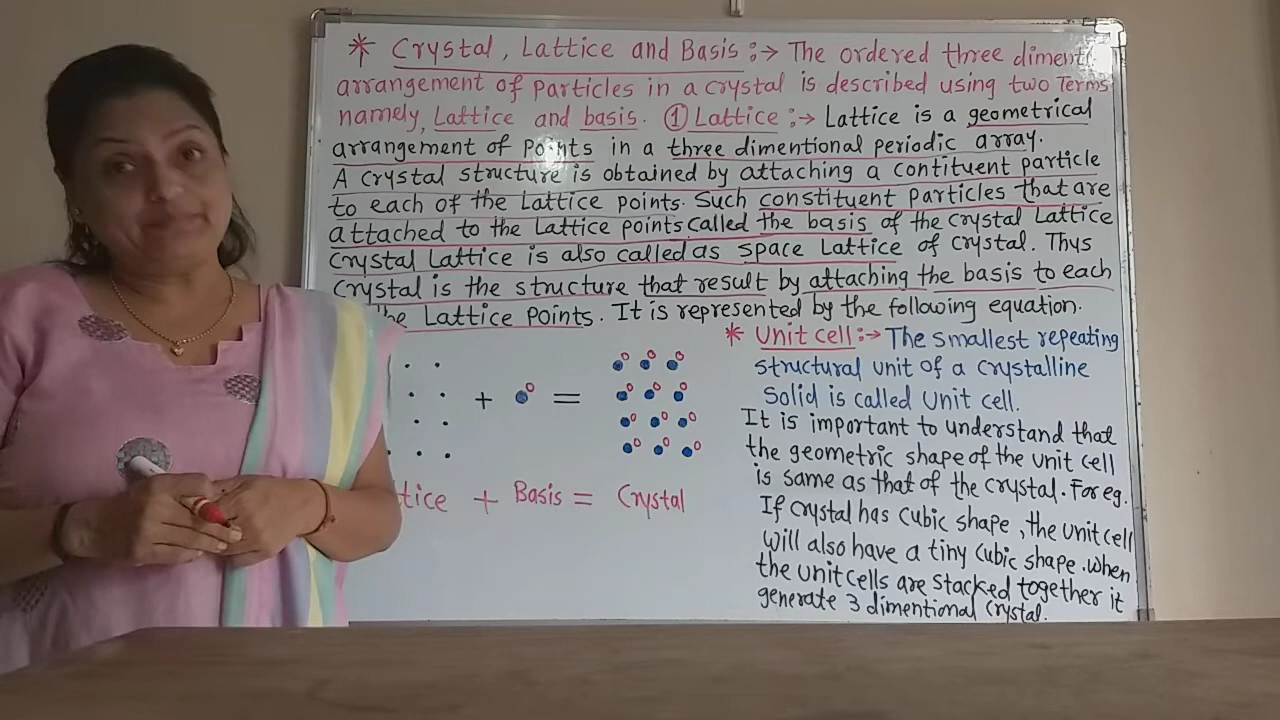 * Crystal, Lattice and Basis :→ The ordered three diment
arrangement of Particles in a crystal is described using two Terms
namely, Lattice and basis. ① Lattice :→ Lattice is a geometrical
arrangement of Points in a three dimentional periodic array.
A crystal structure is obtained by attaching a contituent particle
to each of the Lattice points. Such constituent Particles that are
attached to the Lattice points called the basis of the crystal Lattice
Crystal Lattice is also called as space Lattice of crystal. Thus
Crystal is the structure that result by attaching the basis to each
the Lattice Points. It is represented by the following equation.
+ =
tice + Basis = Crystal
* Unit cell :→ The smallest repeating
structural unit of a crystalline
Solid is called Unit cell.
It is important to understand that
the geometric shape of the unit cell
is same as that of the crystal. For eg.
If crystal has cubic shape, the unit cell
will also have a tiny cubic shape. When
the unit cells are stacked together it
generate 3 dimentional crystal.